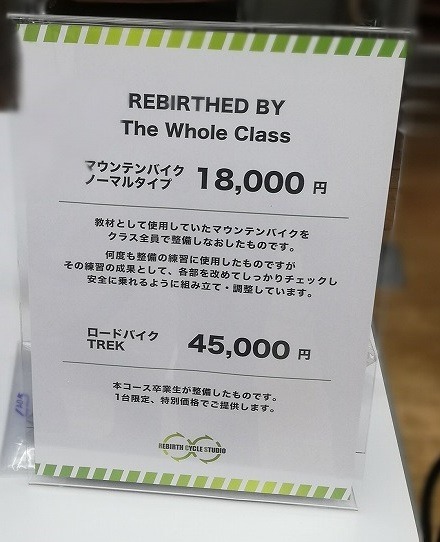 REBIRTHED BY
The Whole Class
マウンテンバイク
ノーマルタイプ 18,000 円
教材として使用していたマウンテンバイクを
クラス全員で整備しなおしたものです。
何度も整備の練習に使用したものですが
その練習の成果として、各部を改めてしっかりチェックし
安全に乗れるように組み立て・調整しています。
ロードバイク
TREK 45,000 円
本コース卒業生が整備したものです。
1台限定、特別価格でご提供します。
REBIRTH CYCLE STUDIO